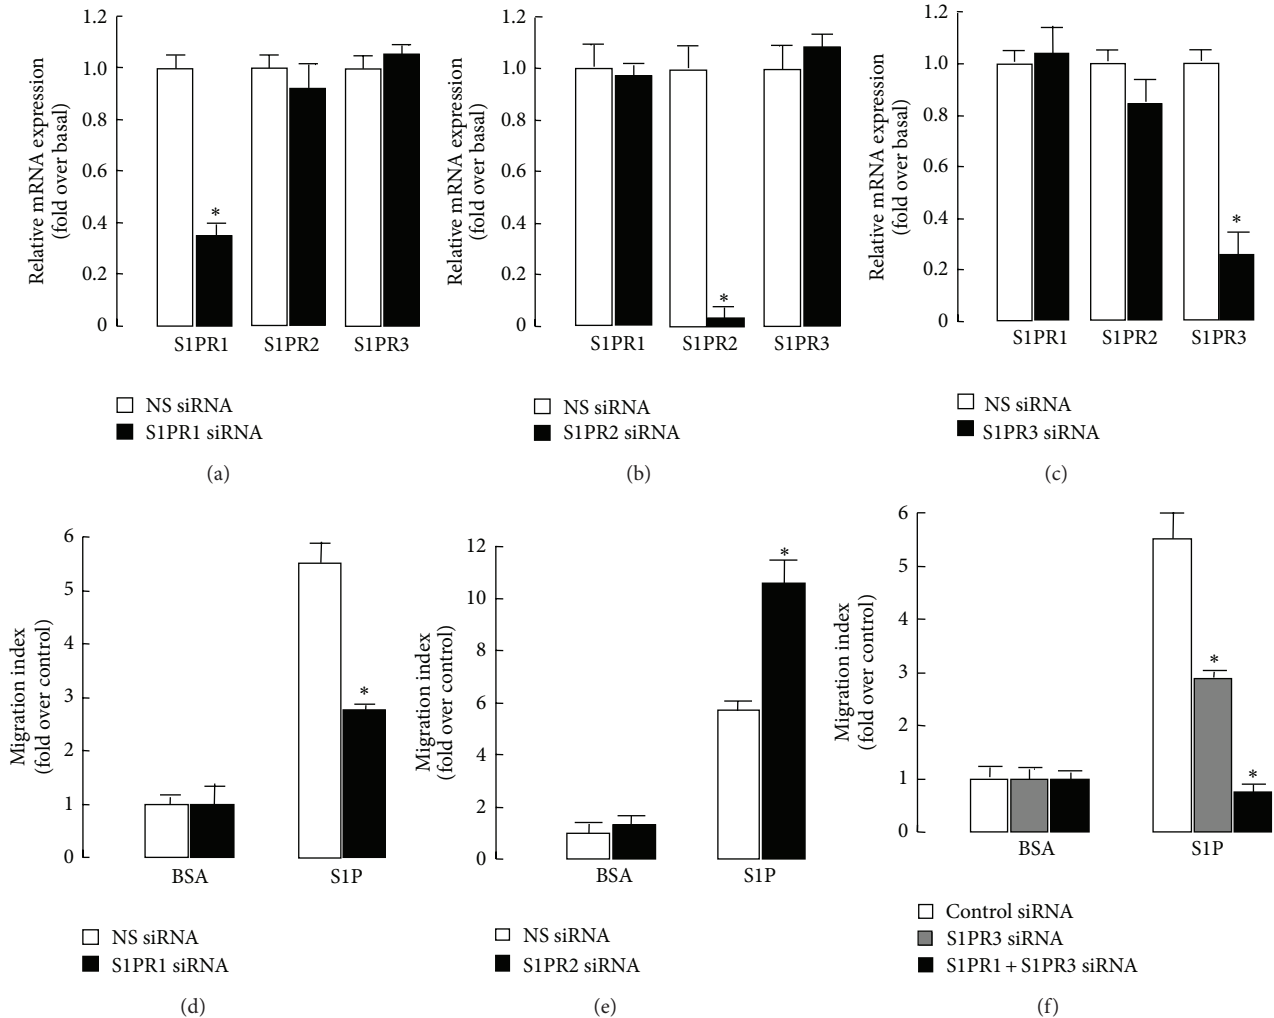 Relative mRNA expression
(fold over basal)
1.2
1.0
0.8
0.6
0.4
0.2
0
*
S1PR1
S1PR2
S1PR3
NS siRNA
S1PR1 siRNA
(a)
Relative mRNA expression
(fold over basal)
1.2
1.0
0.8
0.6
0.4
0.2
0
*
S1PR1
S1PR2
S1PR3
NS siRNA
S1PR2 siRNA
(b)
Relative mRNA expression
(fold over basal)
1.2
1.0
0.8
0.6
0.4
0.2
0
*
S1PR1
S1PR2
S1PR3
NS siRNA
S1PR3 siRNA
(c)
Migration index
(fold over control)
6
5
4
3
2
1
0
*
BSA
S1P
NS siRNA
S1PR1 siRNA
(d)
Migration index
(fold over control)
12
10
8
6
4
2
0
*
BSA
S1P
NS siRNA
S1PR2 siRNA
(e)
Migration index
(fold over control)
6
5
4
3
2
1
0
*
*
BSA
S1P
Control siRNA
S1PR3 siRNA
S1PR1 + S1PR3 siRNA
(f)